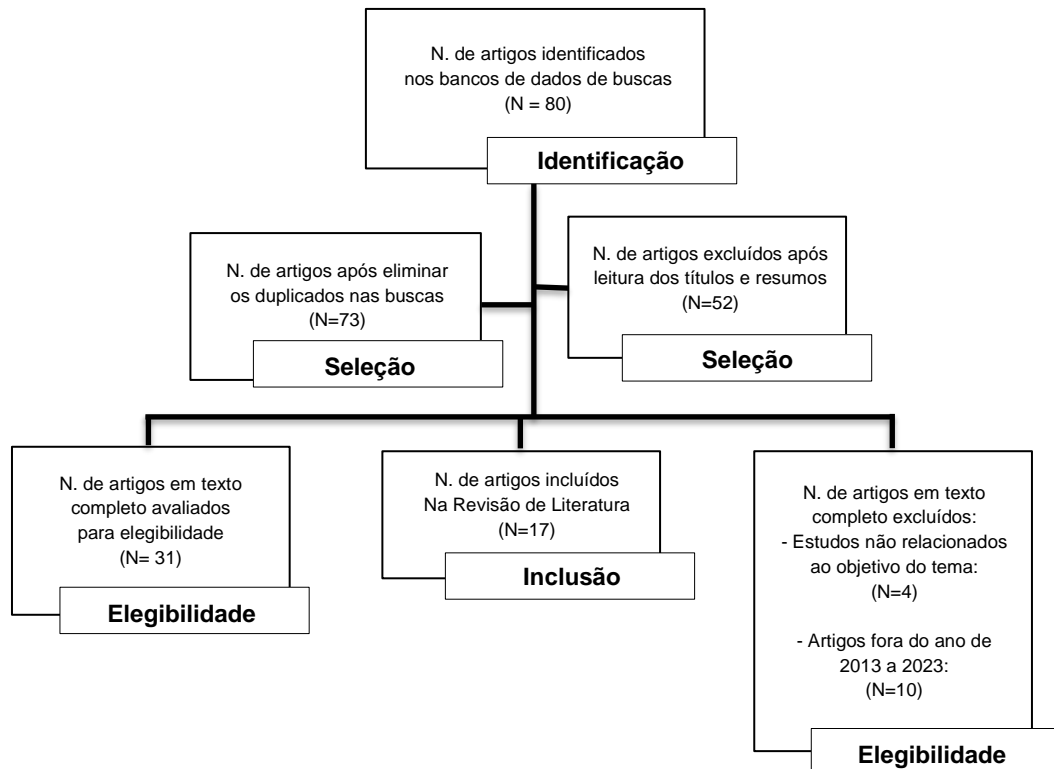 N. de artigos identificados
nos bancos de dados de buscas
(N = 80)
Identificação
N. de artigos após eliminar
os duplicados nas buscas
(N=73)
Seleção
N. de artigos excluídos após
leitura dos títulos e resumos
(N=52)
Seleção
N. de artigos em texto
completo avaliados
para elegibilidade
(N= 31)
Elegibilidade
N. de artigos incluídos
Na Revisão de Literatura
(N=17)
Inclusão
N. de artigos em texto
completo excluídos:
- Estudos não relacionados
ao objetivo do tema:
(N=4)
- Artigos fora do ano de
2013 a 2023:
(N=10)
Elegibilidade